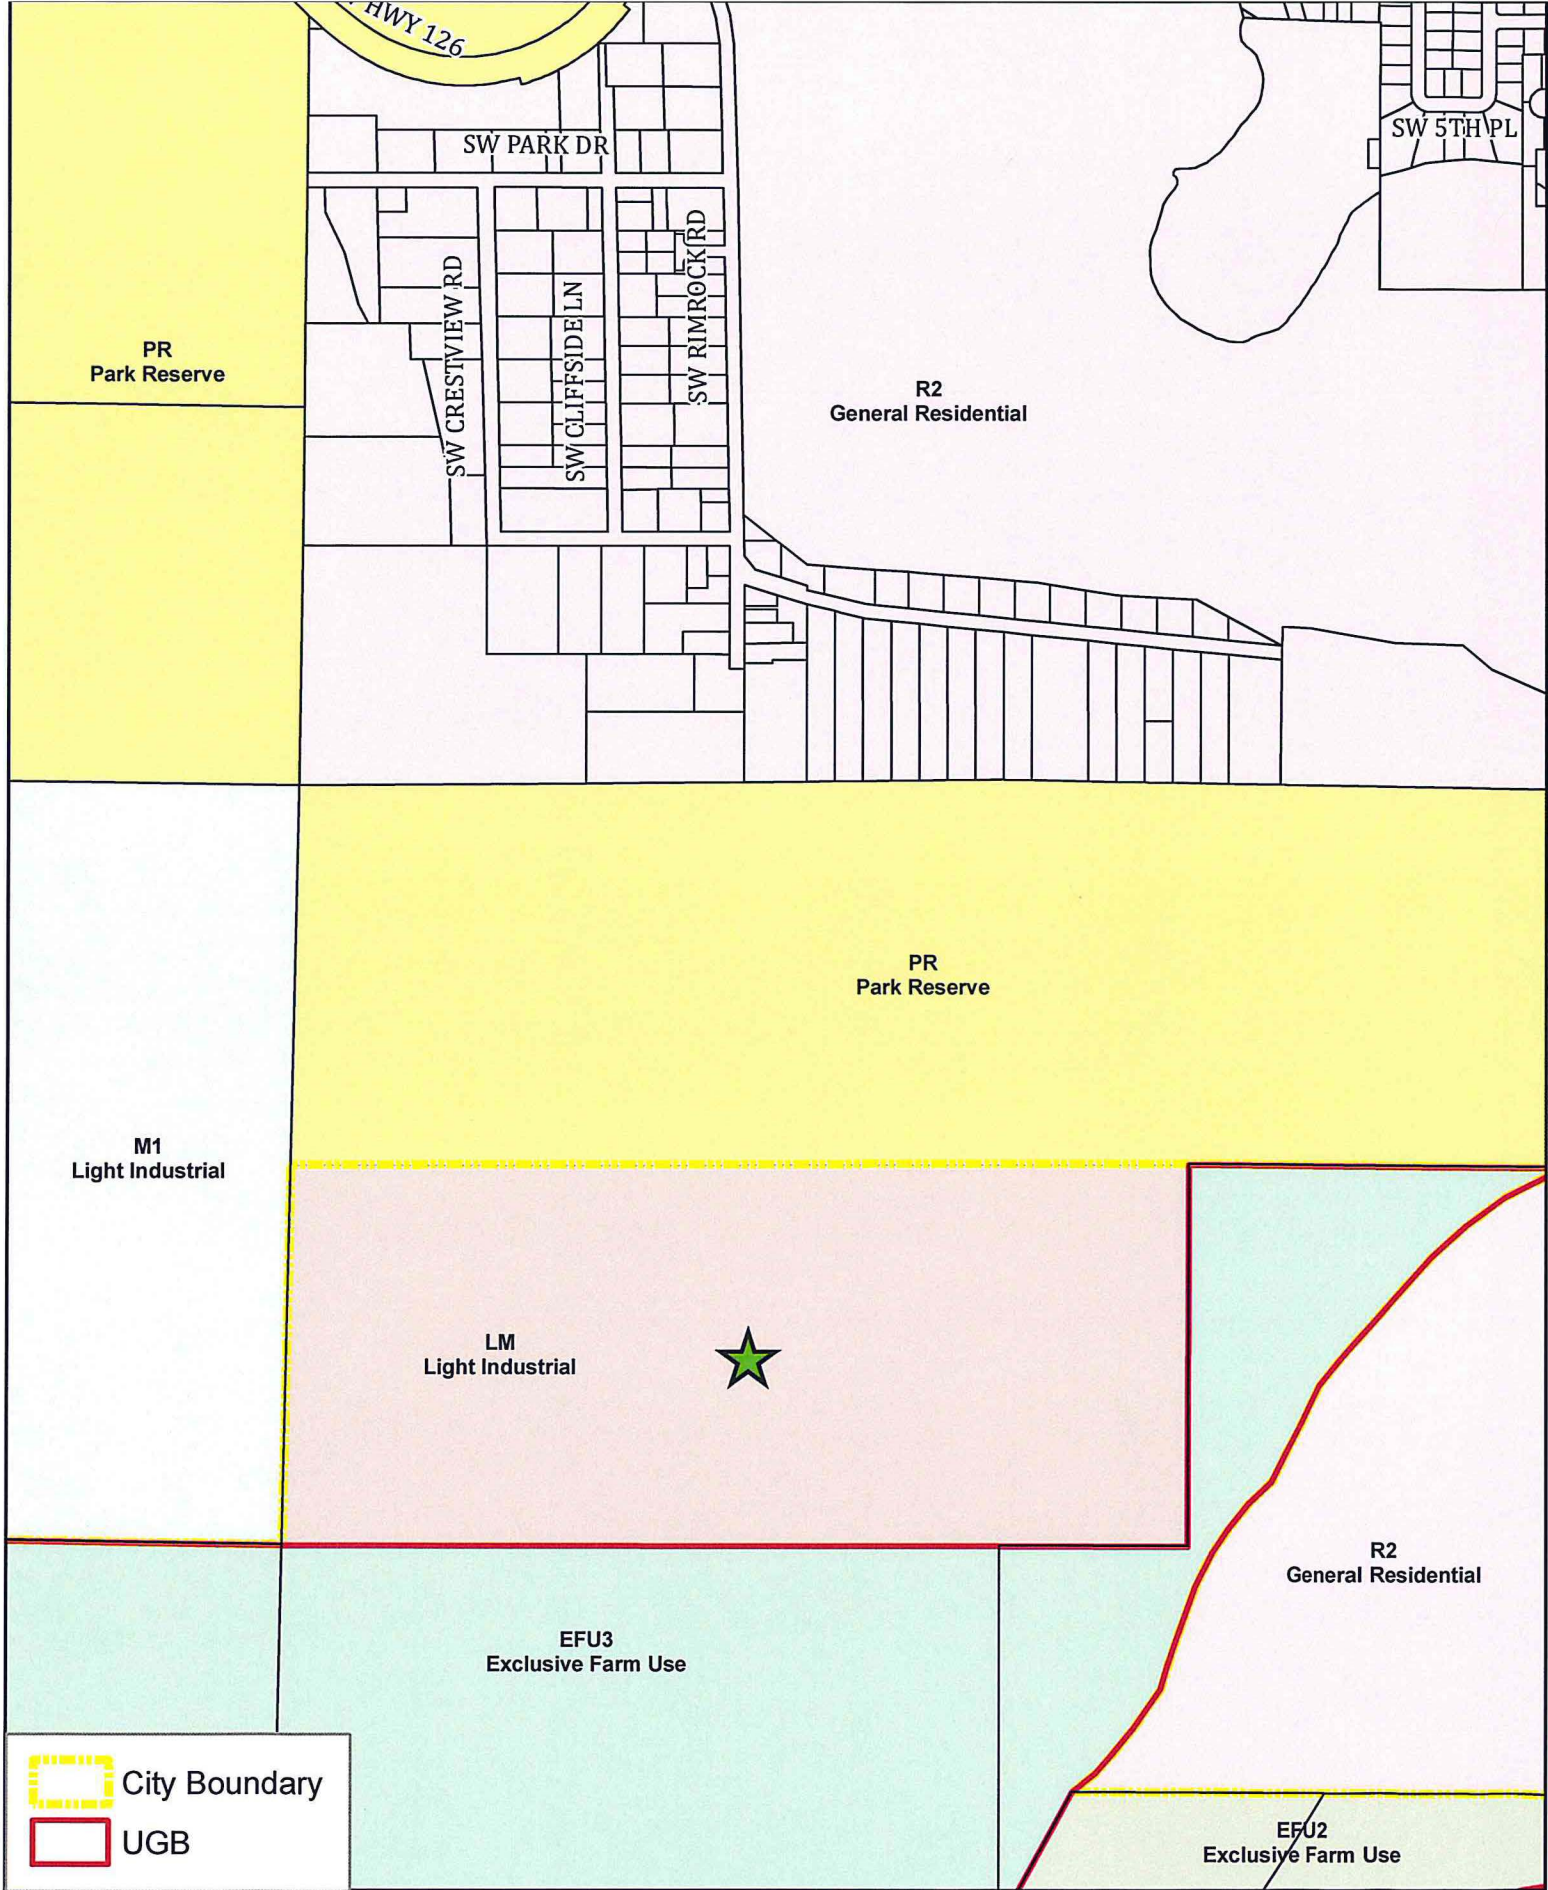 HWY 126
SW PARK DR
SW 5TH PL
SW CRESTVIEW RD
SW CLIFFSIDE LN
SW RIMROCK RD
PR
Park Reserve
R2
General Residential
PR
Park Reserve
M1
Light Industrial
LM
Light Industrial
R2
General Residential
EFU3
Exclusive Farm Use
City Boundary
UGB
EFU2
Exclusive Farm Use